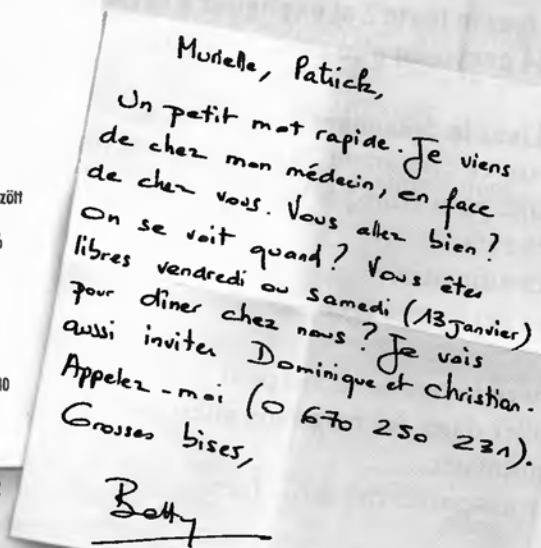 Murielle, Patrick,
Un petit mot rapide. Je viens
de chez mon médecin, en face
de chez vous. Vous allez bien?
On se voit quand? Vous êtes
libres vendredi ou samedi (13 janvier)
pour dîner chez nous? Je vais
aussi inviter Dominique et Christian.
Appelez-moi (0 670 250 231).
Grosses bises,
Betty